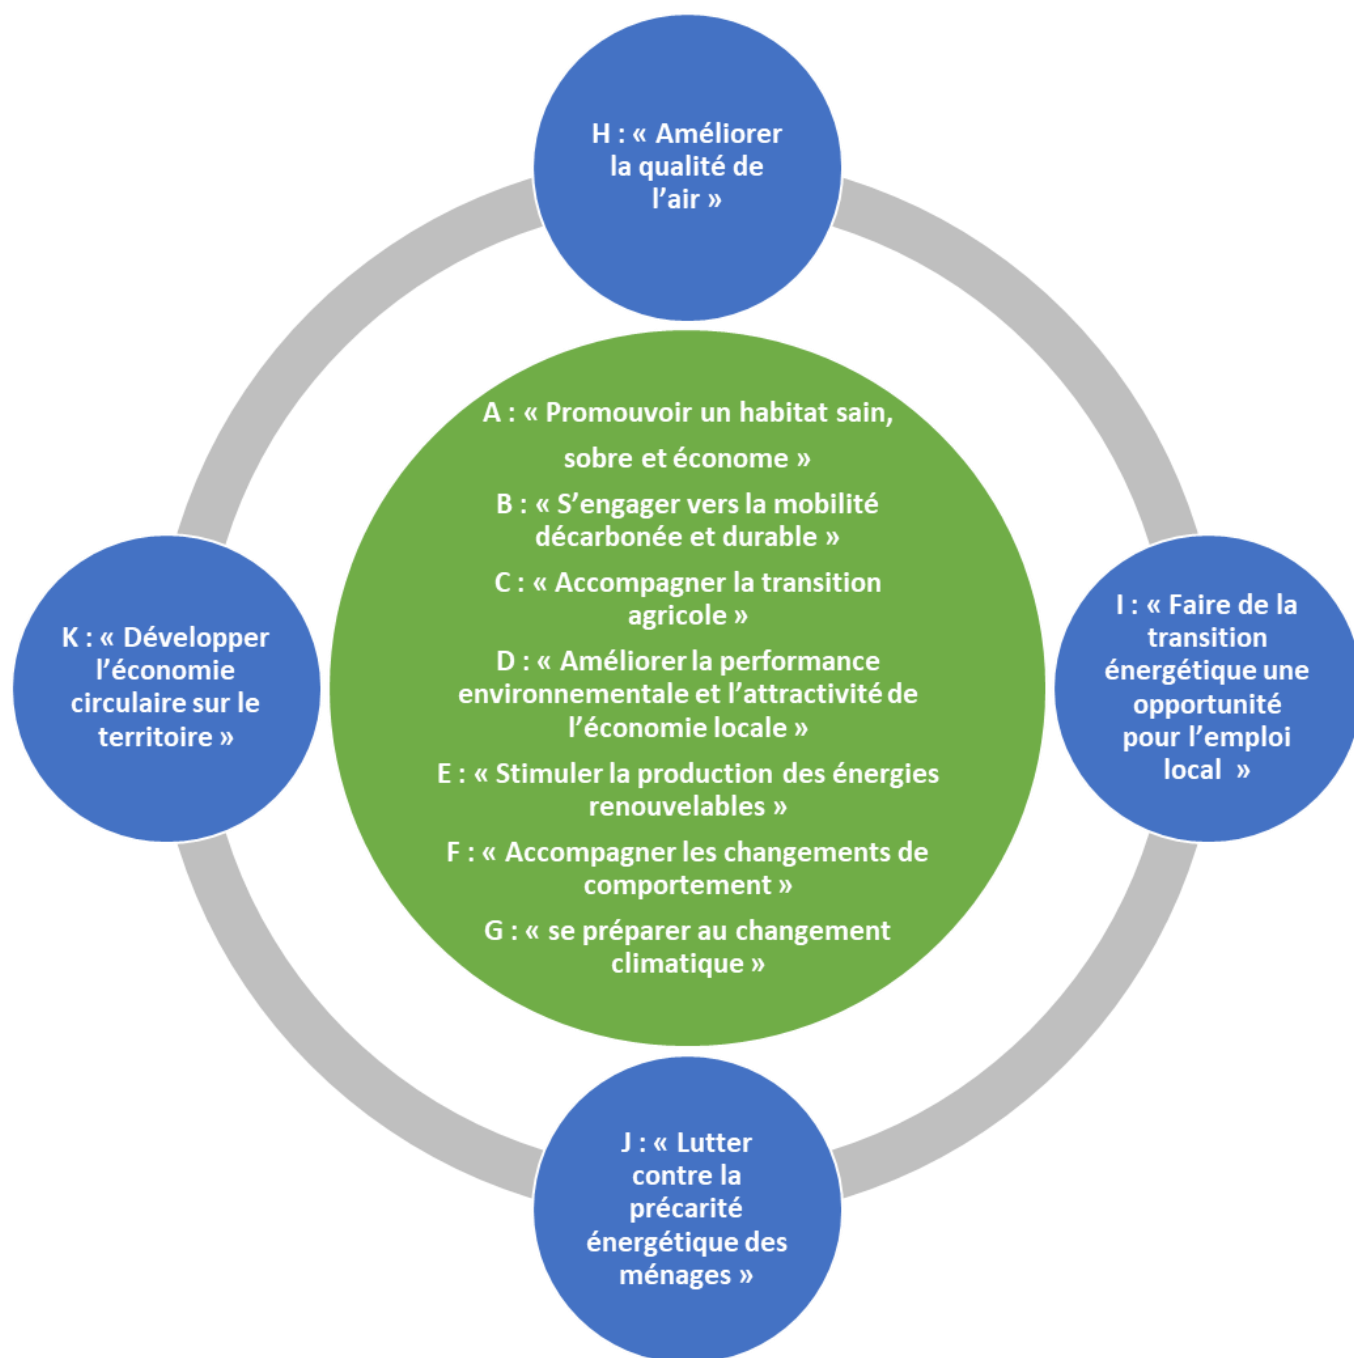 H : « Améliorer
la qualité de
l’air »
A : « Promouvoir un habitat sain,
sobre et économe »
B : « S’engager vers la mobilité
décarbonée et durable »
C : « Accompagner la transition
agricole »
D : « Améliorer la performance
environnementale et l’attractivité de
l’économie locale »
E : « Stimuler la production des énergies
renouvelables »
F : « Accompagner les changements de
comportement »
G : « se préparer au changement
climatique »
K : « Développer
l’économie
circulaire sur le
territoire »
I : « Faire de la
transition
énergétique une
opportunité
pour l’emploi
local »
J : « Lutter
contre la
précarité
énergétique des
ménages »